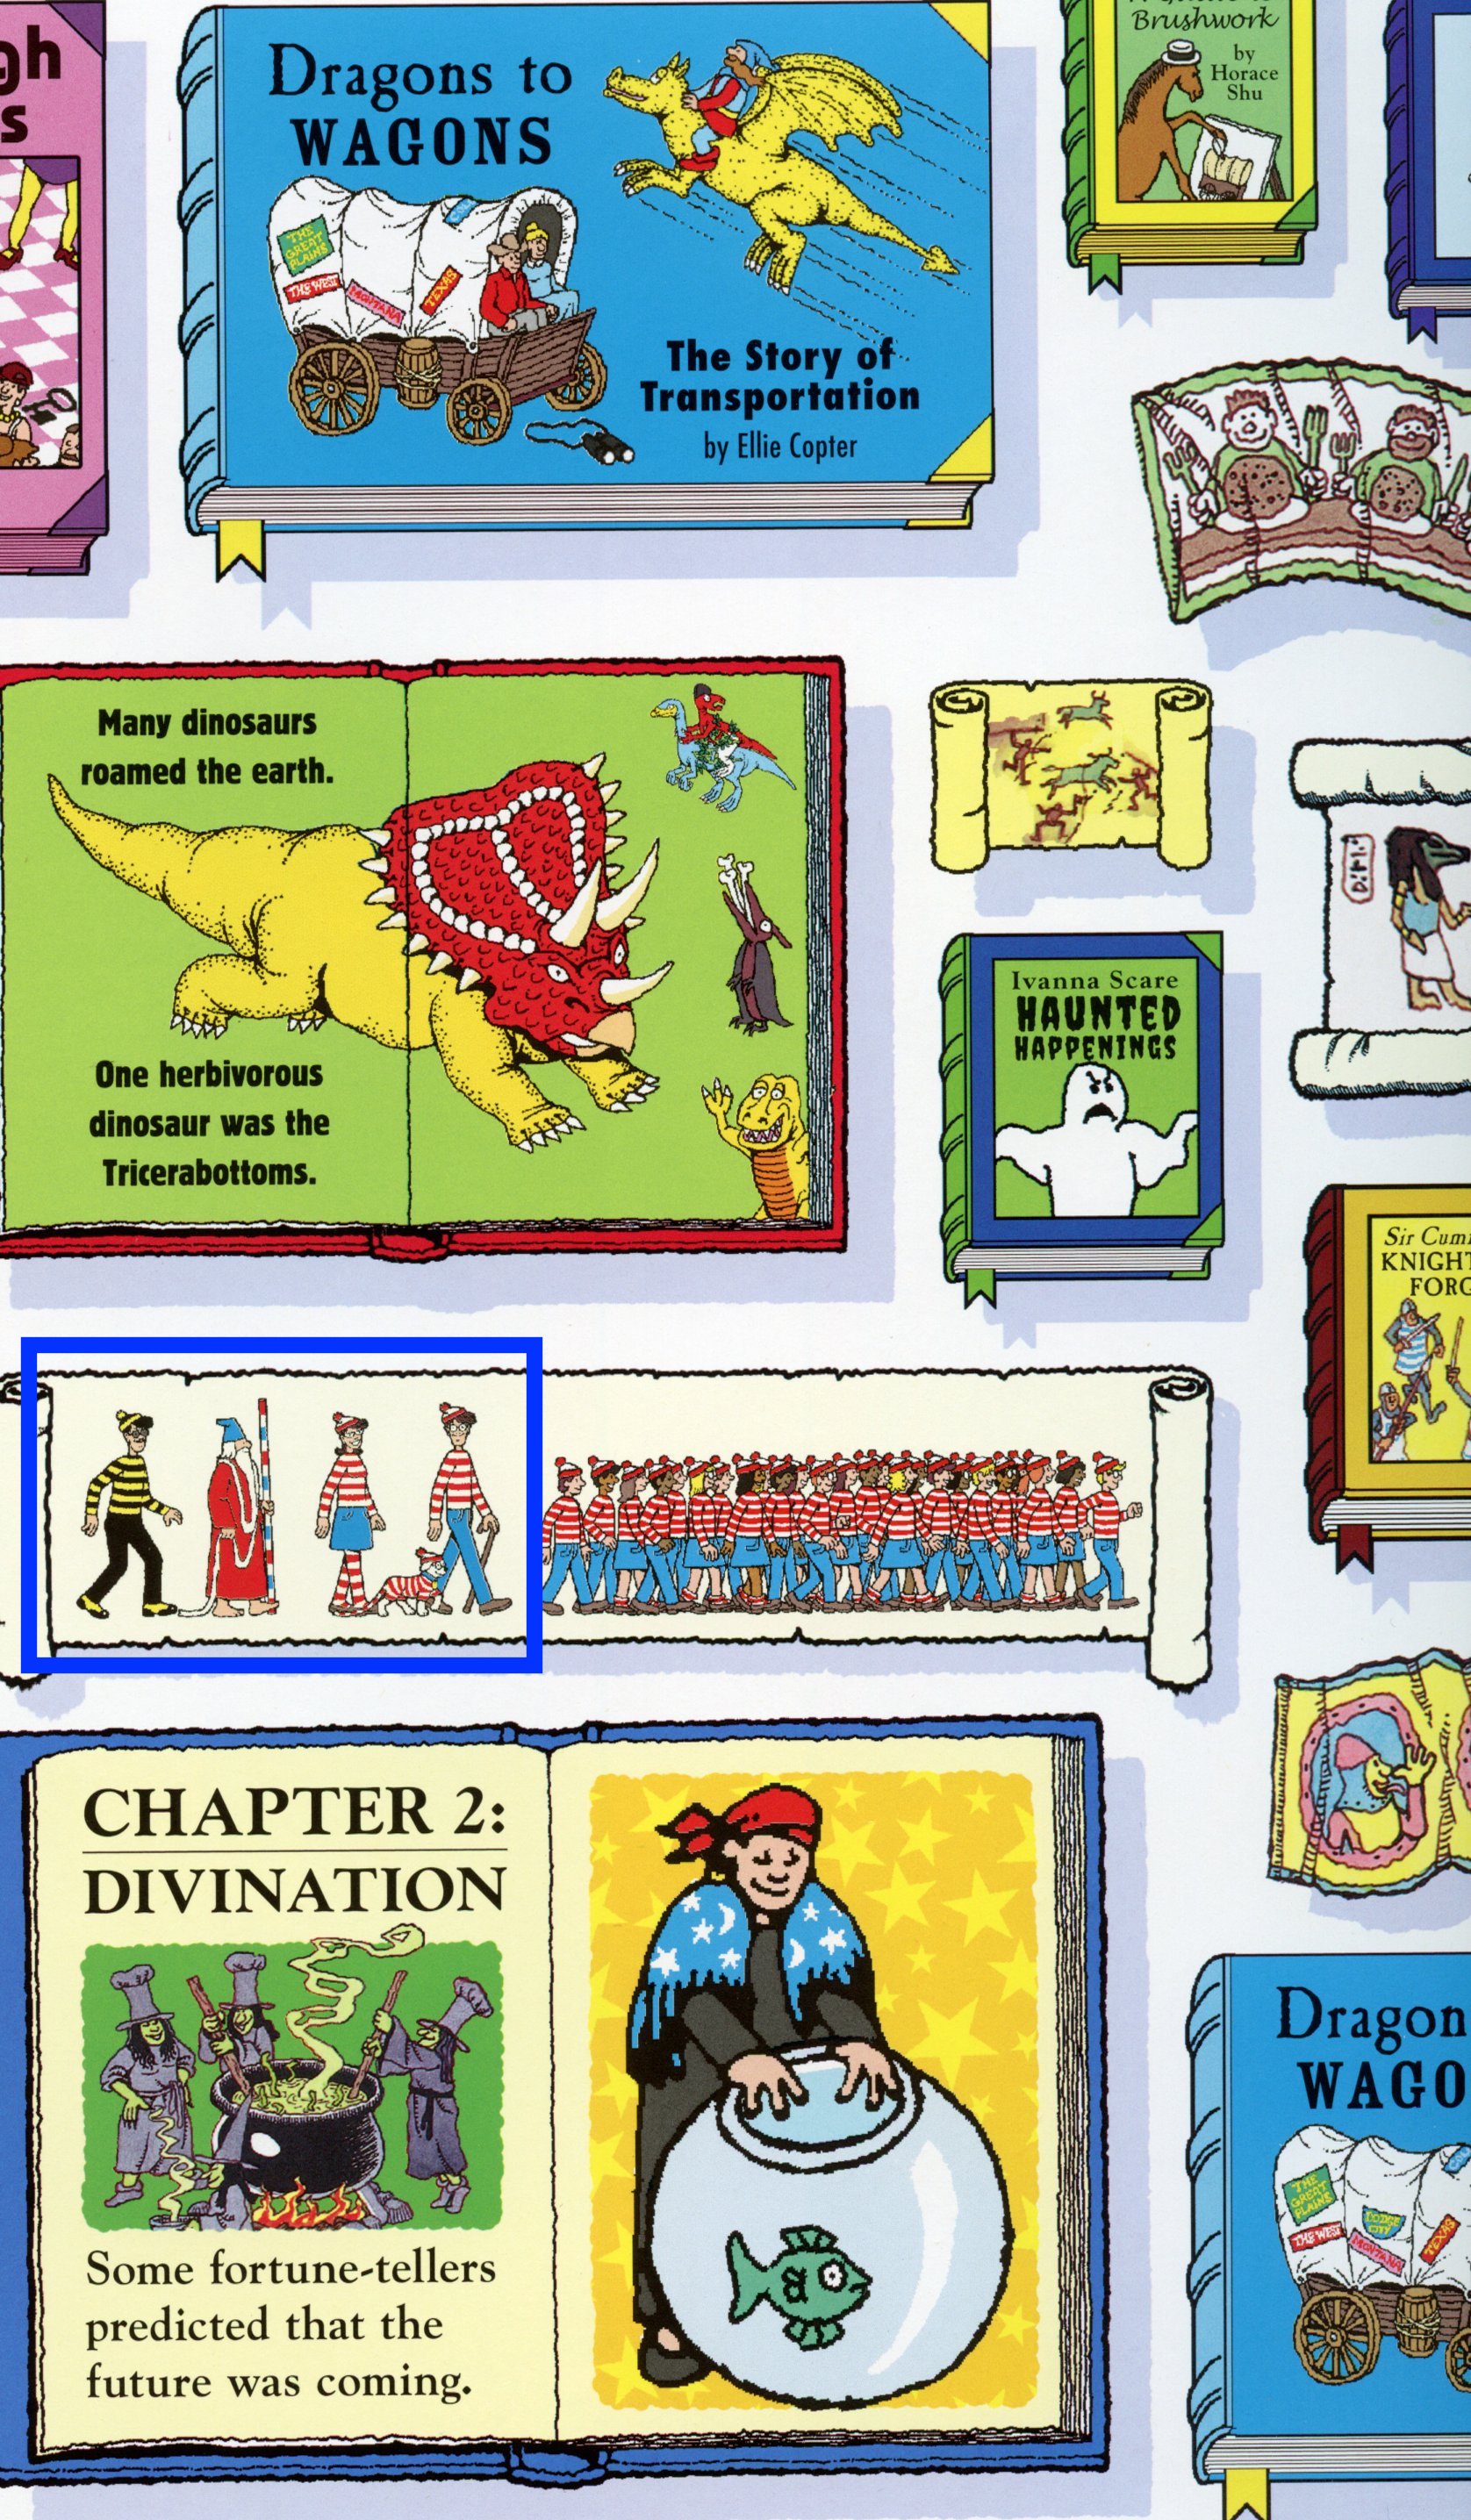 gh
s
Dragons to
WAGONS
THE
GREAT
PLAINS
THE WEST
MONTANA
TEXAS
The Story of
Transportation
by Ellie Copter
Brushwork
by
Horace
Shu
Many dinosaurs
roamed the earth.
One herbivorous
dinosaur was the
Tricerabottoms.
Ivanna Scare
HAUNTED
HAPPENINGS
Sir Cum
KNIGHT
FORG
CHAPTER 2:
DIVINATION
Some fortune-tellers
predicted that the
future was coming.
Dragon
WAGO
THE
GREAT
PLAINS
DODGE
CITY
THE WEST
MONTANA
TEXAS